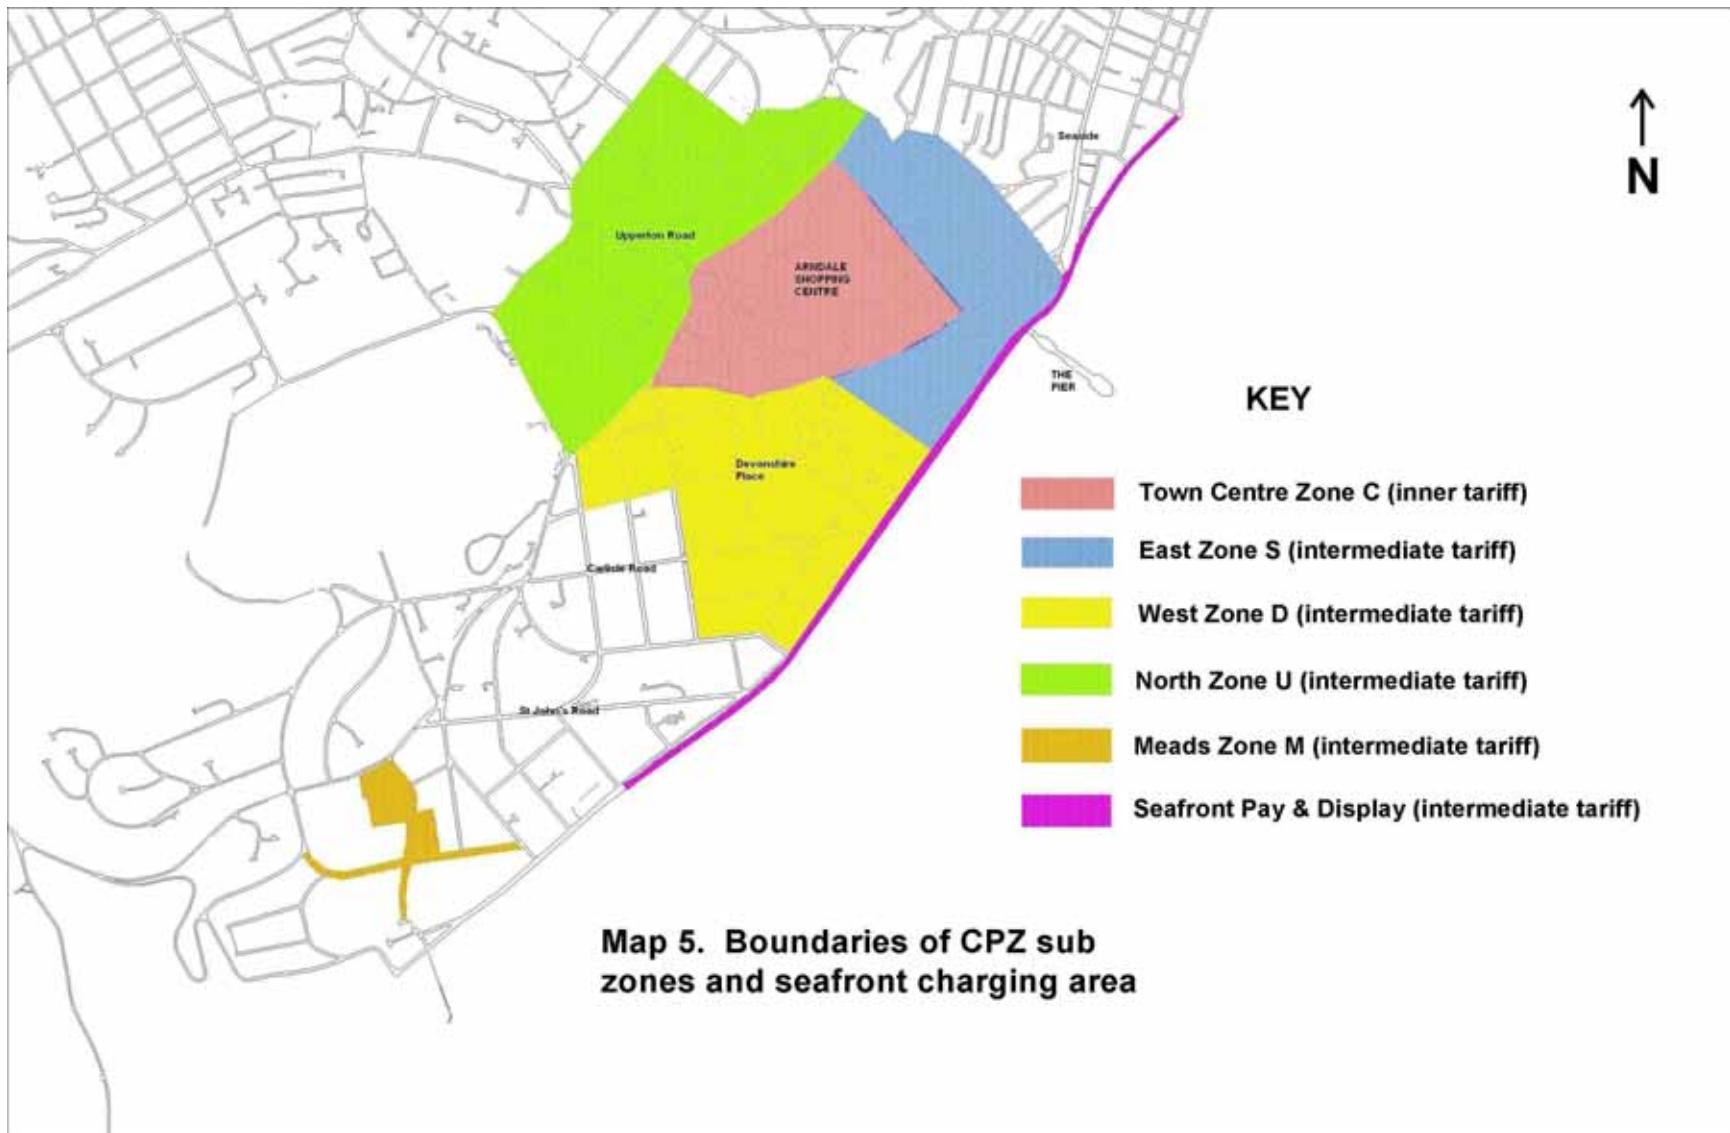 Seaside
N
Upperton Road
ARNDALE
SHOPPING
CENTRE
THE
PIER
KEY
Devonshire
Place
Town Centre Zone C (inner tariff)
East Zone S (intermediate tariff)
Carlisle Road
West Zone D (intermediate tariff)
North Zone U (intermediate tariff)
St John's Road
Meads Zone M (intermediate tariff)
Seafront Pay & Display (intermediate tariff)
Map 5. Boundaries of CPZ sub
zones and seafront charging area